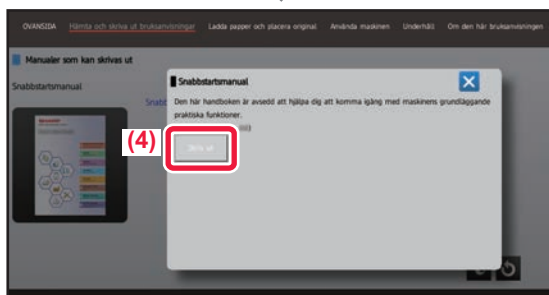 OVANSIDA Hämta och skriva ut bruksanvisningar Ladda papper och placera original Använda maskinen Underhåll Om den här bruksanvisningen
Manualer som kan skrivas ut
Snabbstartsmanual
Snabbstartsmanual
Snabb
Den här handboken är avsedd att hjälpa dig att komma igång med maskinens grundläggande
praktiska funktioner.
(4)
Skriv ut